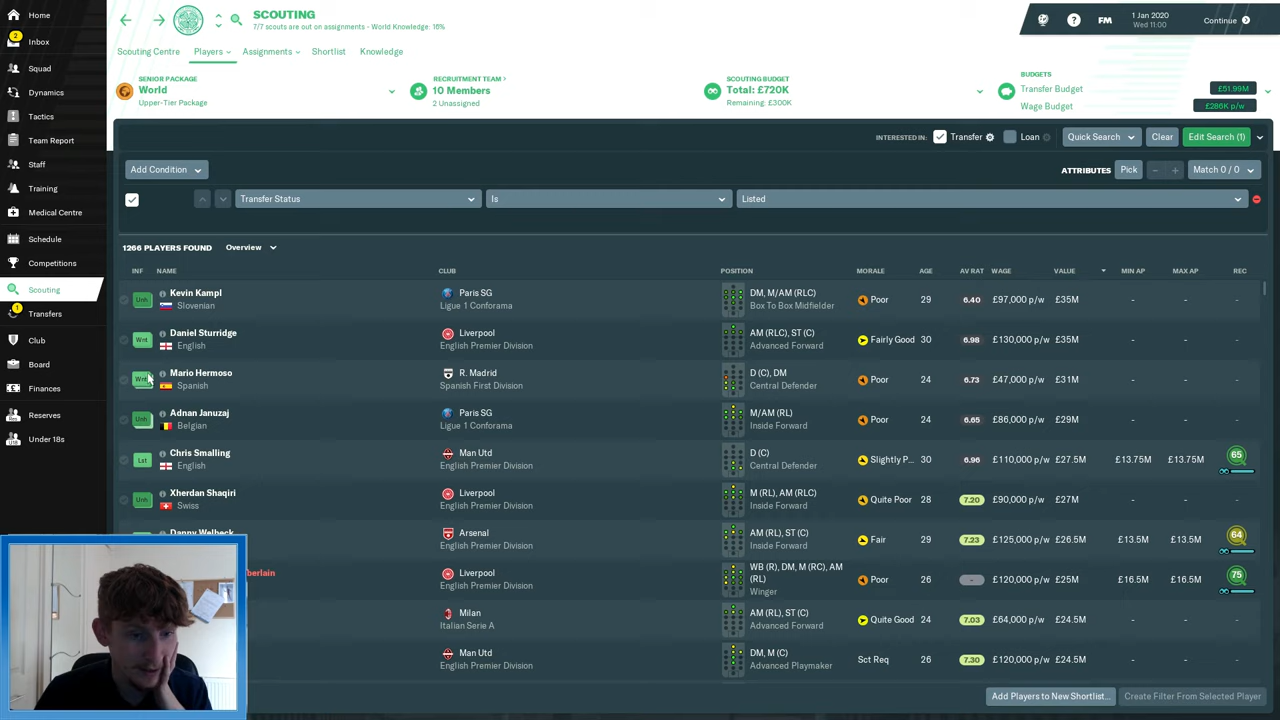 Home
SCOUTING
7/7 scouts are out on assignments - World Knowledge: 16%
1 Jan 2020
Wed 11:00
FM
Continue
2
Inbox
Scouting Centre
Players
Assignments
Shortlist
Knowledge
Squad
Dynamics
Tactics
Team Report
Staff
Training
Medical Centre
Schedule
Competitions
Scouting
1
Transfers
Club
Board
Finances
Reserves
U18
Under 18s
SENIOR PACKAGE
World
Upper-Tier Package
RECRUITMENT TEAM >
10 Members
2 Unassigned
SCOUTING BUDGET
Total: £720K
Remaining: £300K
BUDGETS
Transfer Budget £51.99M
Wage Budget £286K p/w
INTERESTED IN: Transfer Loan Quick Search Clear Edit Search (1)
Add Condition ATTRIBUTES Pick - + Match 0 / 0
Transfer Status Is Listed
1266 PLAYERS FOUND Overview
INF NAME CLUB POSITION MORALE AGE AV RAT WAGE VALUE MIN AP MAX AP REC
Unh Kevin Kampl Paris SG DM, M/AM (RLC) Poor 29 6.40 £97,000 p/w £35M - - -
Slovenian Ligue 1 Conforama Box To Box Midfielder
Wnt Daniel Sturridge Liverpool AM (RLC), ST (C) Fairly Good 30 6.98 £130,000 p/w £35M - - -
English English Premier Division Advanced Forward
Wnt Mario Hermoso R. Madrid D (C), DM Poor 24 6.73 £47,000 p/w £31M - - -
Spanish Spanish First Division Central Defender
Unh Adnan Januzaj Paris SG M/AM (RL) Poor 24 6.65 £86,000 p/w £29M - - -
Belgian Ligue 1 Conforama Inside Forward
Lst Chris Smalling Man Utd D (C) Slightly P... 30 6.96 £110,000 p/w £27.5M £13.75M £13.75M 65
English English Premier Division Central Defender
Unh Xherdan Shaqiri Liverpool M (RL), AM (RLC) Quite Poor 28 7.20 £90,000 p/w £27M - - -
Swiss English Premier Division Inside Forward
Danny Welbeck Arsenal AM (RL), ST (C) Fair 29 7.23 £125,000 p/w £26.5M £13.5M £13.5M 64
English Premier Division Inside Forward
berlain Liverpool WB (R), DM, M (RC), AM (RL) Poor 26 - £120,000 p/w £25M £16.5M £16.5M 75
English Premier Division Winger
Milan AM (RL), ST (C) Quite Good 24 7.03 £64,000 p/w £24.5M - - -
Italian Serie A Advanced Forward
Man Utd DM, M (C) Sct Req 26 7.30 £120,000 p/w £24.5M - - -
English Premier Division Advanced Playmaker
Add Players to New Shortlist... Create Filter From Selected Player